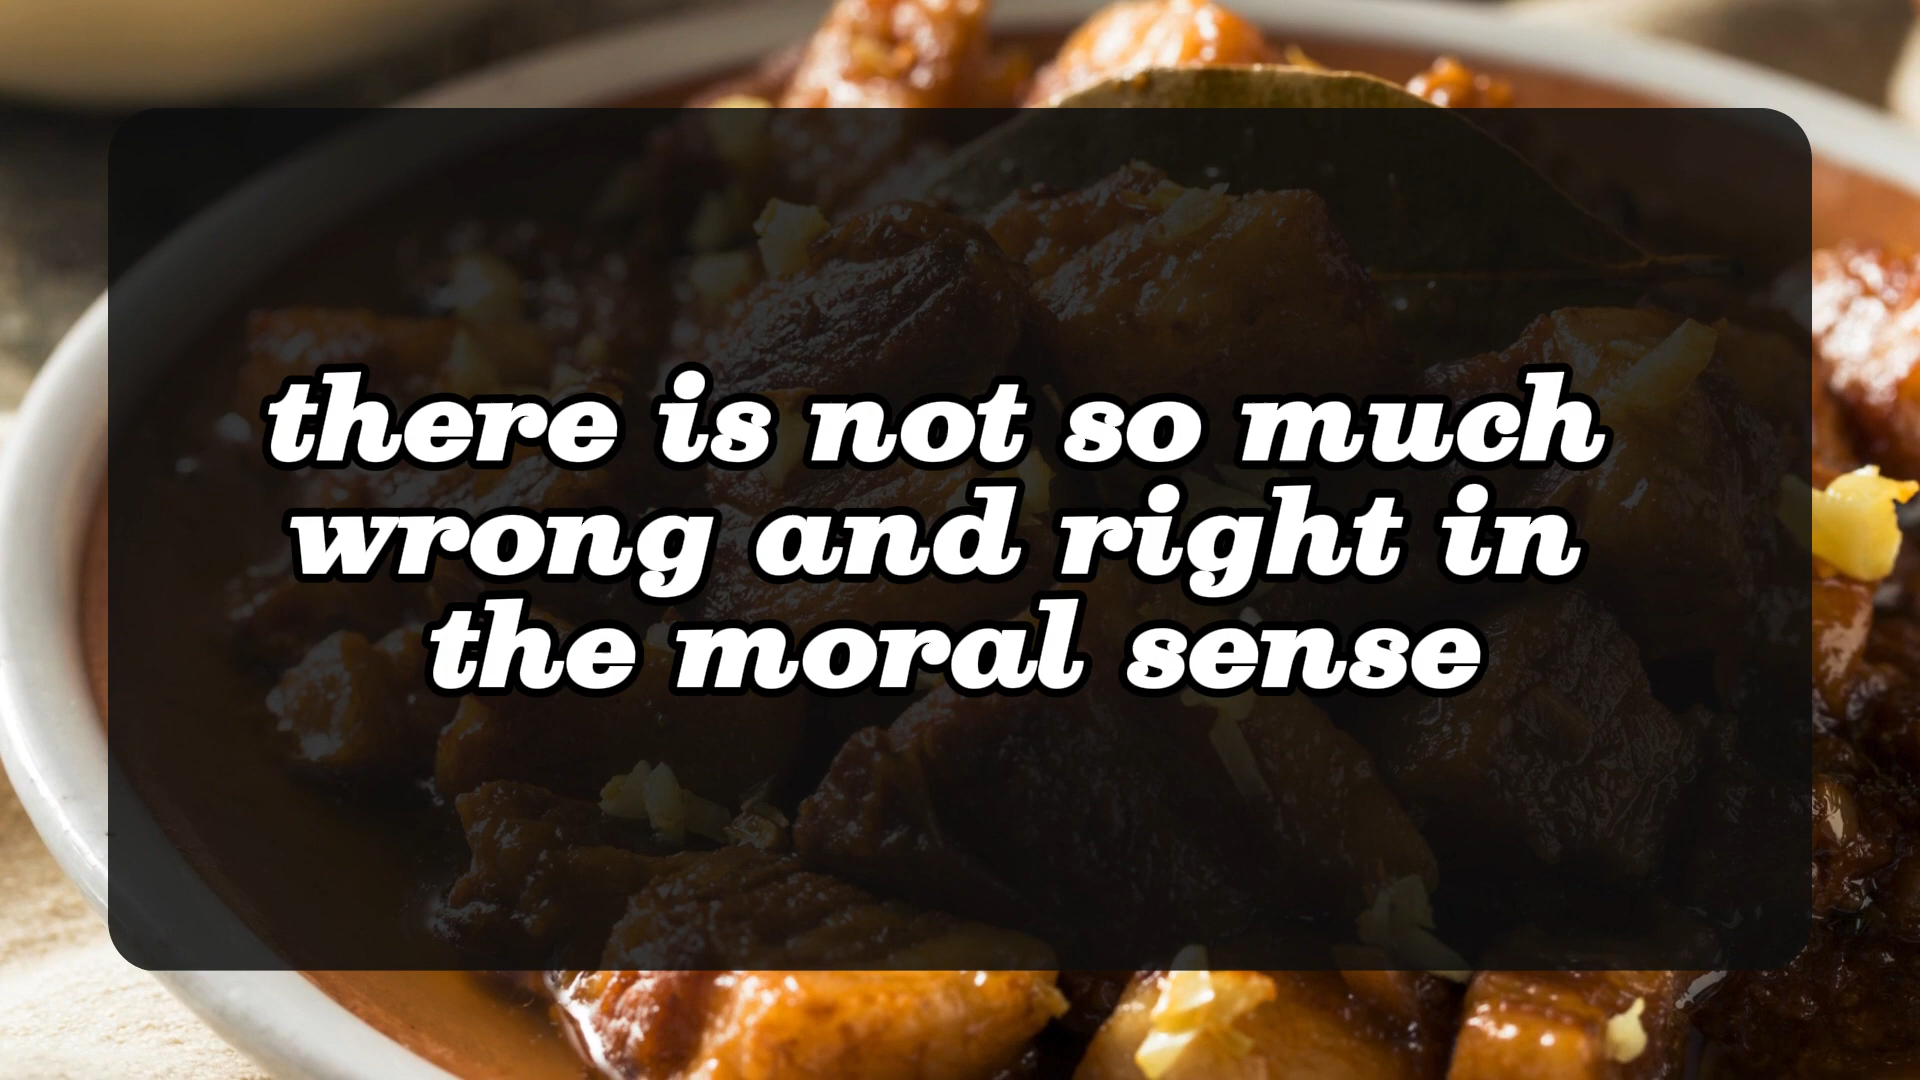 there is not so much
wrong and right in
the moral sense